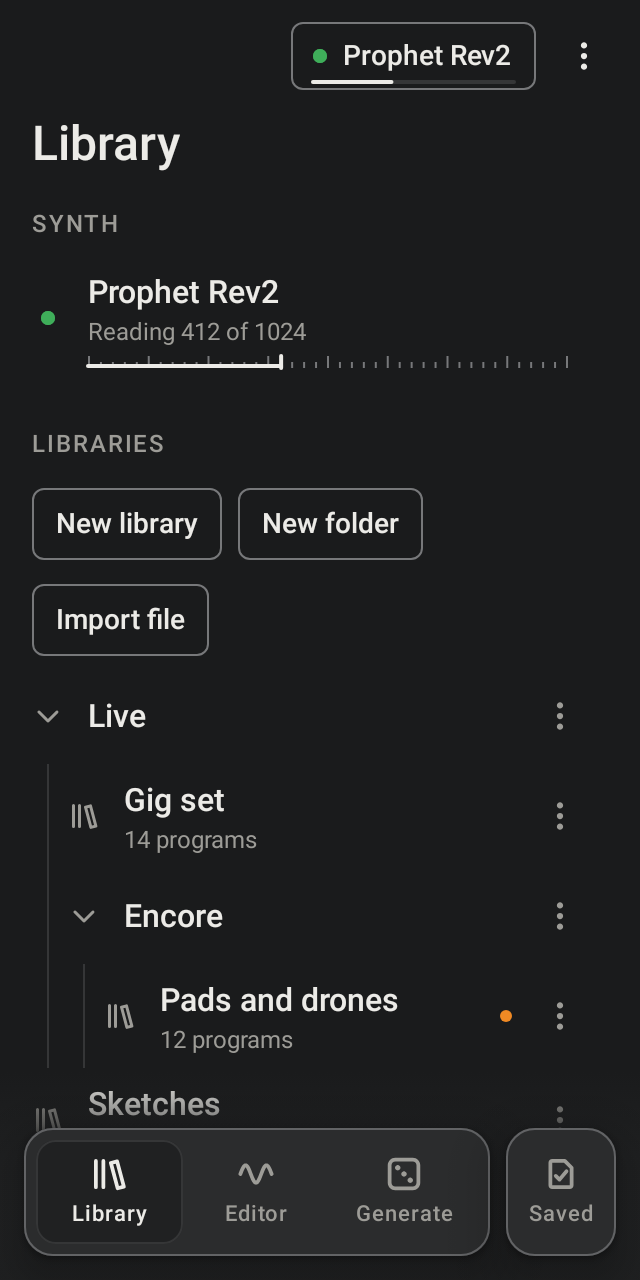 Prophet Rev2
Library
SYNTH
Prophet Rev2
Reading 412 of 1024
LIBRARIES
New library
New folder
Import file
Live
Gig set
14 programs
Encore
Pads and drones
12 programs
Sketches
Library
Editor
Generate
Saved